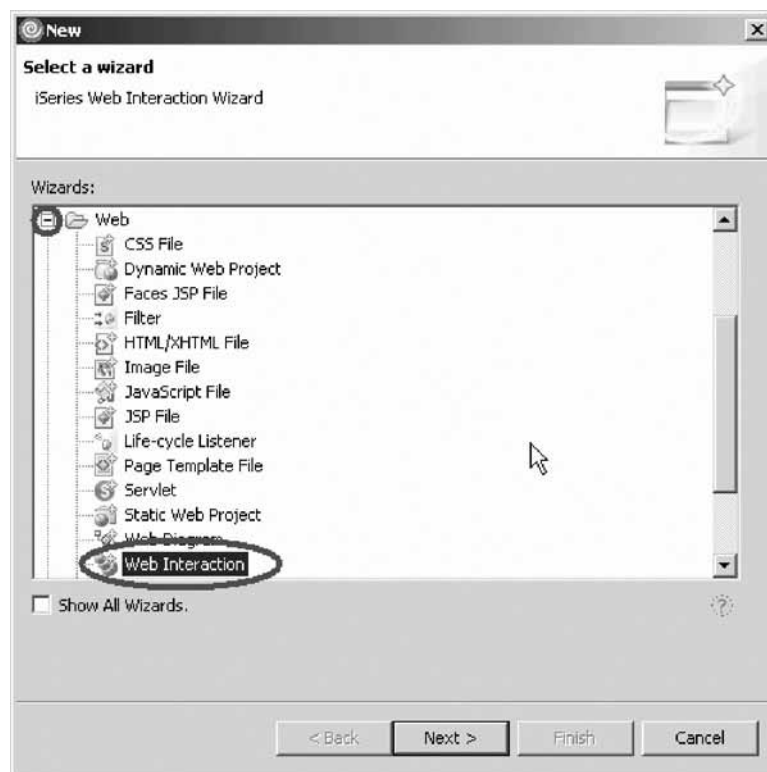 New
Select a wizard
iSeries Web Interaction Wizard
Wizards:
Web
CSS File
Dynamic Web Project
Faces JSP File
Filter
HTML/XHTML File
Image File
JavaScript File
JSP File
Life-cycle Listener
Page Template File
Servlet
Static Web Project
Web Diagram
Web Interaction
Show All Wizards.
< Back Next > Finish Cancel